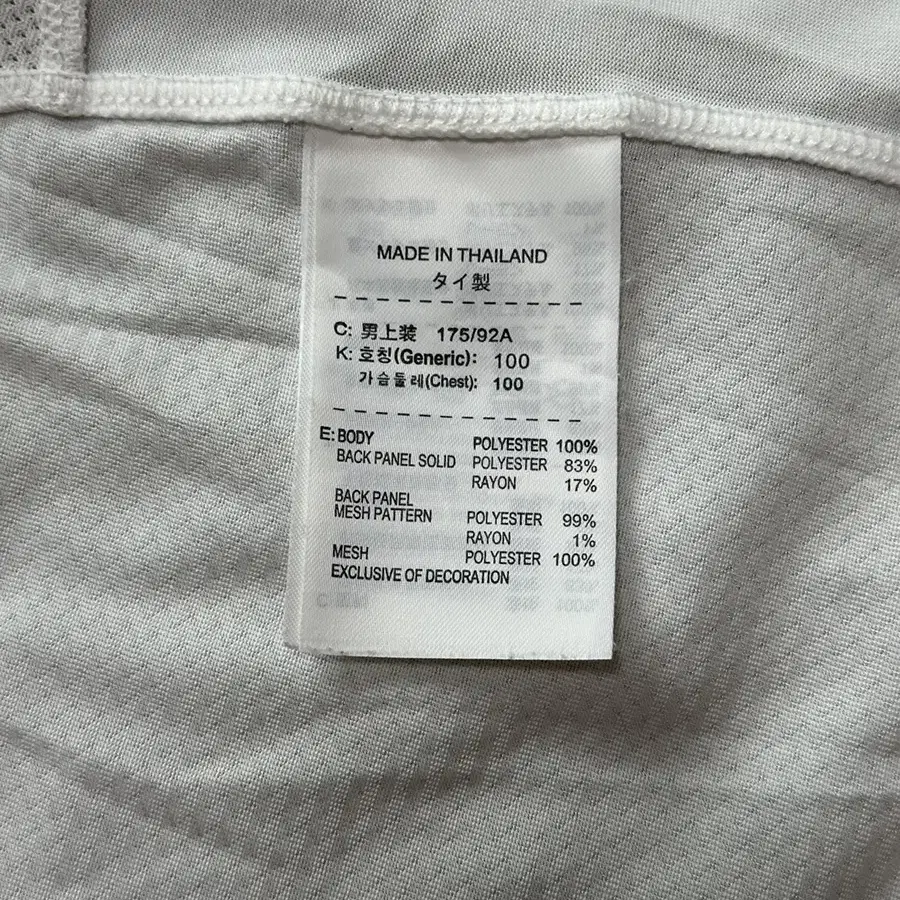 MADE IN THAILAND
タイ製
C: 男上装 175/92A
K: 호칭(Generic): 100
가슴둘레(Chest): 100
E: BODY POLYESTER 100%
BACK PANEL SOLID POLYESTER 83%
RAYON 17%
BACK PANEL
MESH PATTERN POLYESTER 99%
RAYON 1%
MESH POLYESTER 100%
EXCLUSIVE OF DECORATION